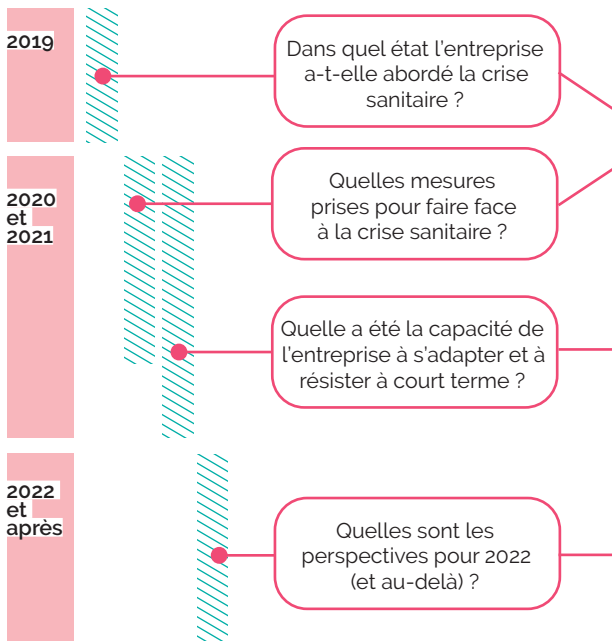 2019
Dans quel état l'entreprise
a-t-elle abordé la crise
sanitaire ?
2020
et
2021
Quelles mesures
prises pour faire face
à la crise sanitaire ?
Quelle a été la capacité de
l'entreprise à s'adapter et à
résister à court terme ?
2022
et
après
Quelles sont les
perspectives pour 2022
(et au-delà) ?